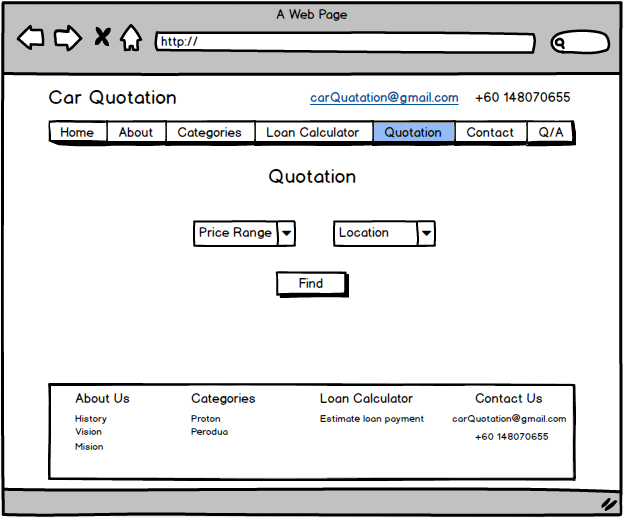 A Web Page
http://
Car Quotation carQuatation@gmail.com +60 148070655
Home About Categories Loan Calculator Quotation Contact Q/A
Quotation
Price Range Location
Find
About Us Categories Loan Calculator Contact Us
History Proton Estimate loan payment carQuotation@gmail.com
Vision Perodua +60 148070655
Mision